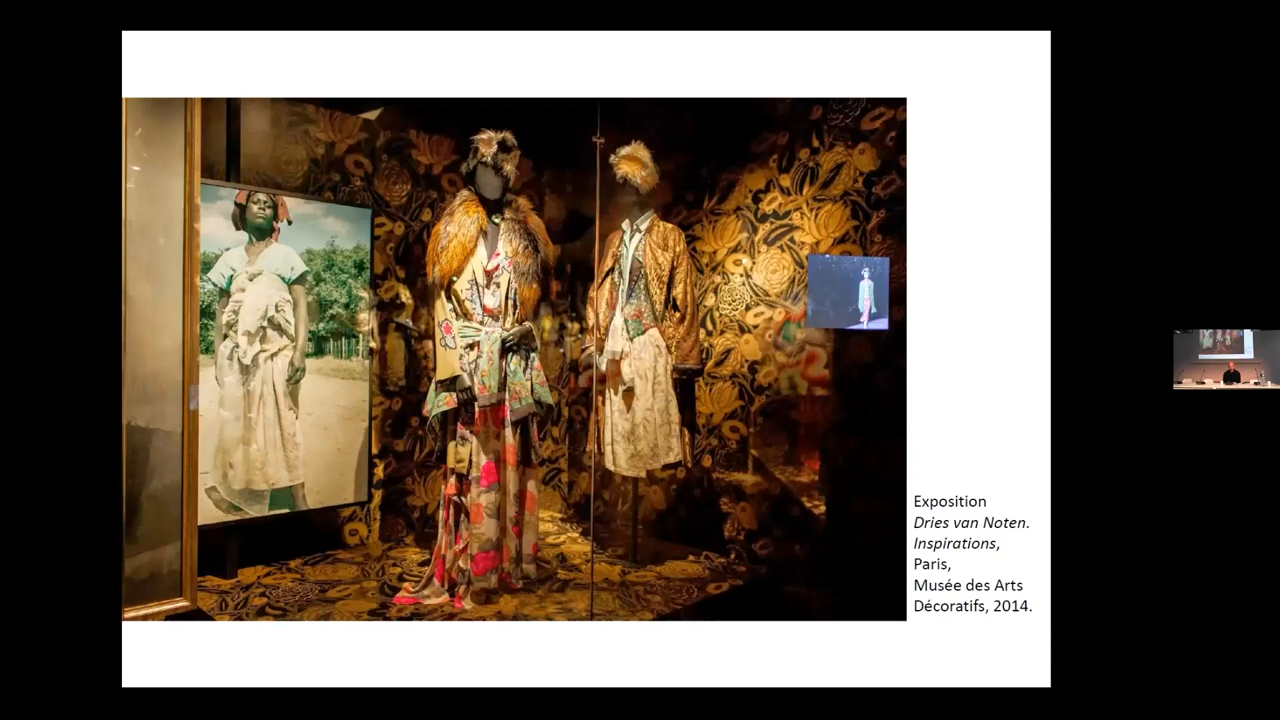 Exposition
Dries van Noten.
Inspirations,
Paris,
Musée des Arts
Décoratifs, 2014.